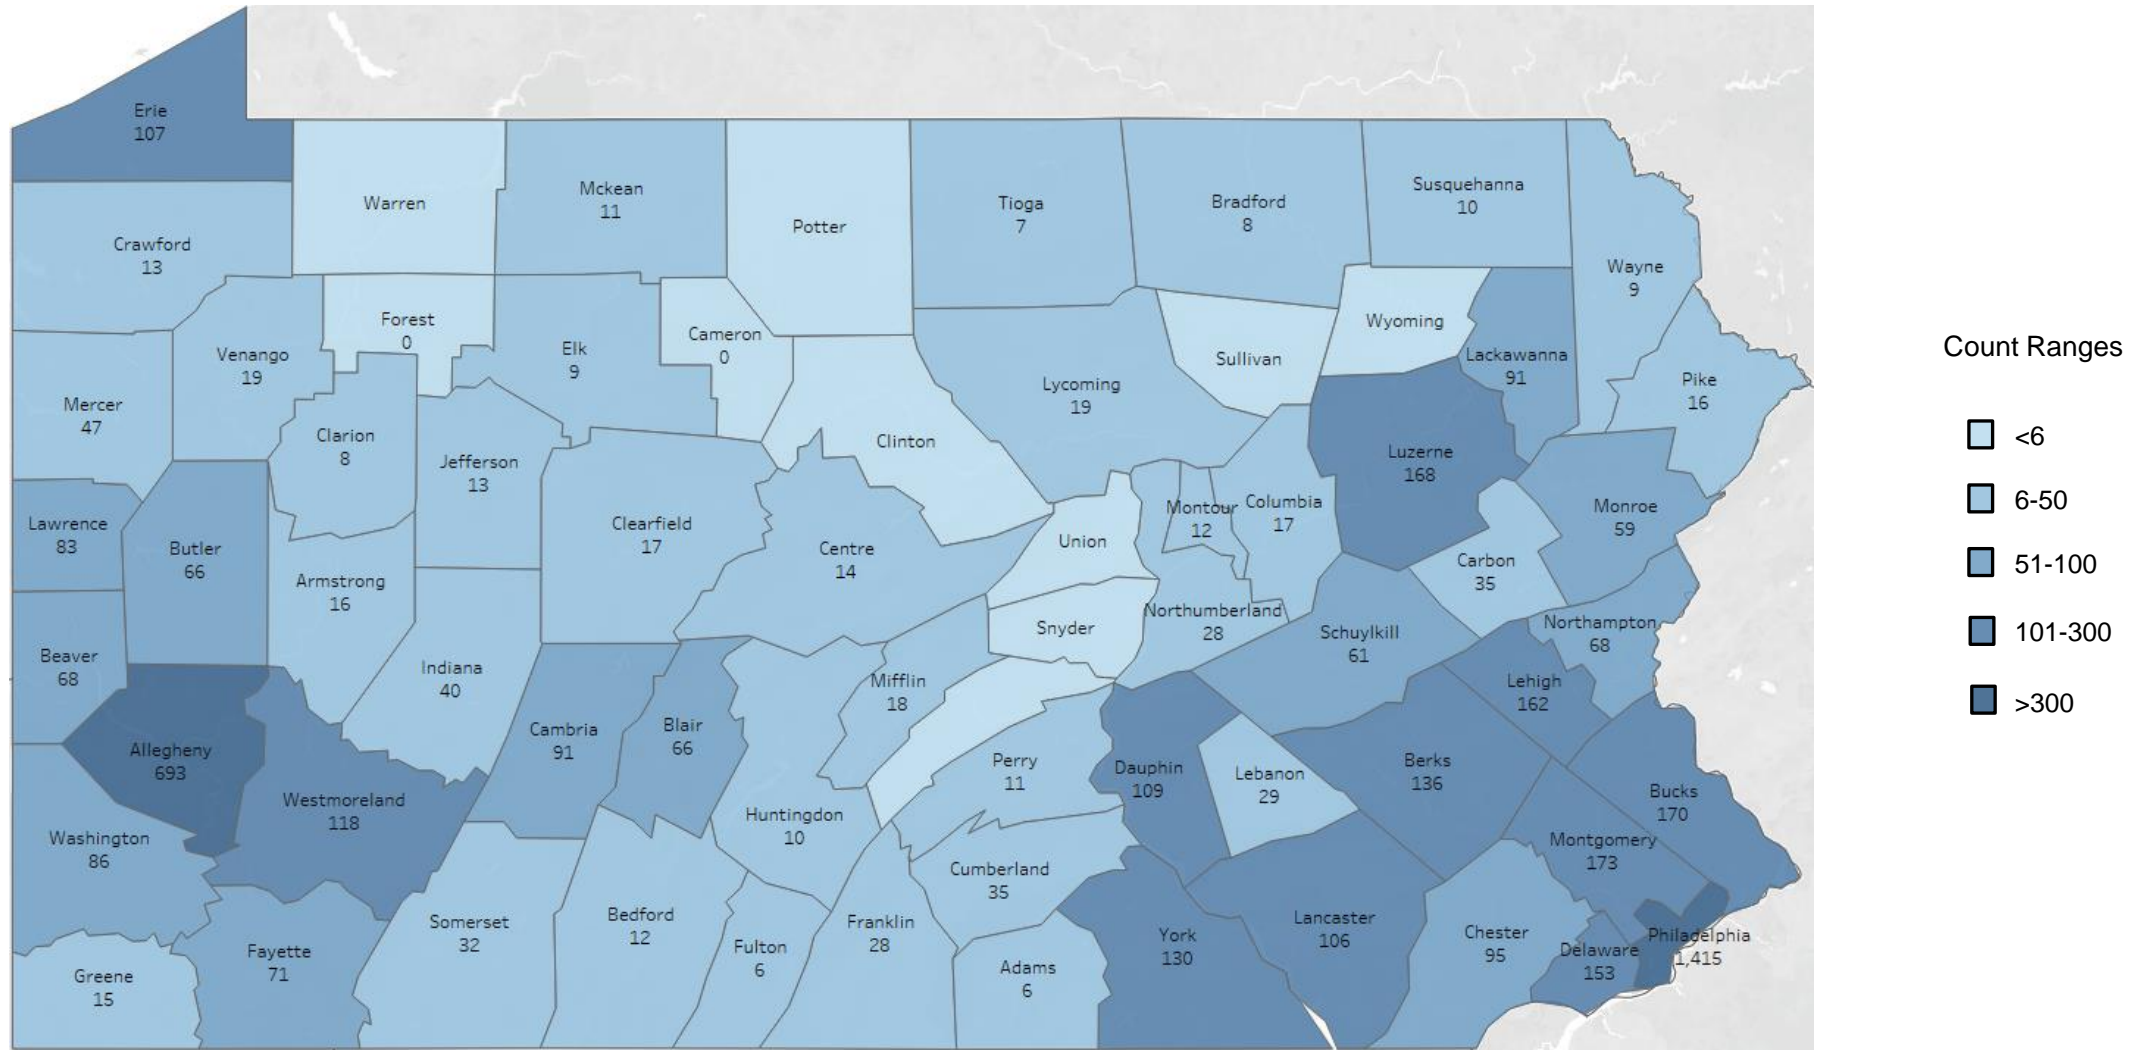 Erie
107
Warren
Mckean
11
Potter
Tioga
7
Bradford
8
Susquehanna
10
Wayne
9
Crawford
13
Forest
0
Cameron
0
Elk
9
Venango
19
Mercer
47
Clarion
8
Jefferson
13
Clinton
Lycoming
19
Sullivan
Wyoming
Lackawanna
91
Pike
16
Luzerne
168
Monroe
59
Carbon
35
Columbia
17
Montour
12
Union
Snyder
Northumberland
28
Centre
14
Clearfield
17
Lawrence
83
Butler
66
Armstrong
16
Beaver
68
Indiana
40
Cambria
91
Blair
66
Mifflin
18
Huntingdon
10
Perry
11
Dauphin
109
Lebanon
29
Schuylkill
61
Northampton
68
Lehigh
162
Berks
136
Bucks
170
Montgomery
173
Allegheny
693
Westmoreland
118
Washington
86
Greene
15
Fayette
71
Somerset
32
Bedford
12
Fulton
6
Franklin
28
Cumberland
35
Adams
6
York
130
Lancaster
106
Chester
95
Delaware
153
Philadelphia
1,415
Count Ranges
<6
6-50
51-100
101-300
>300